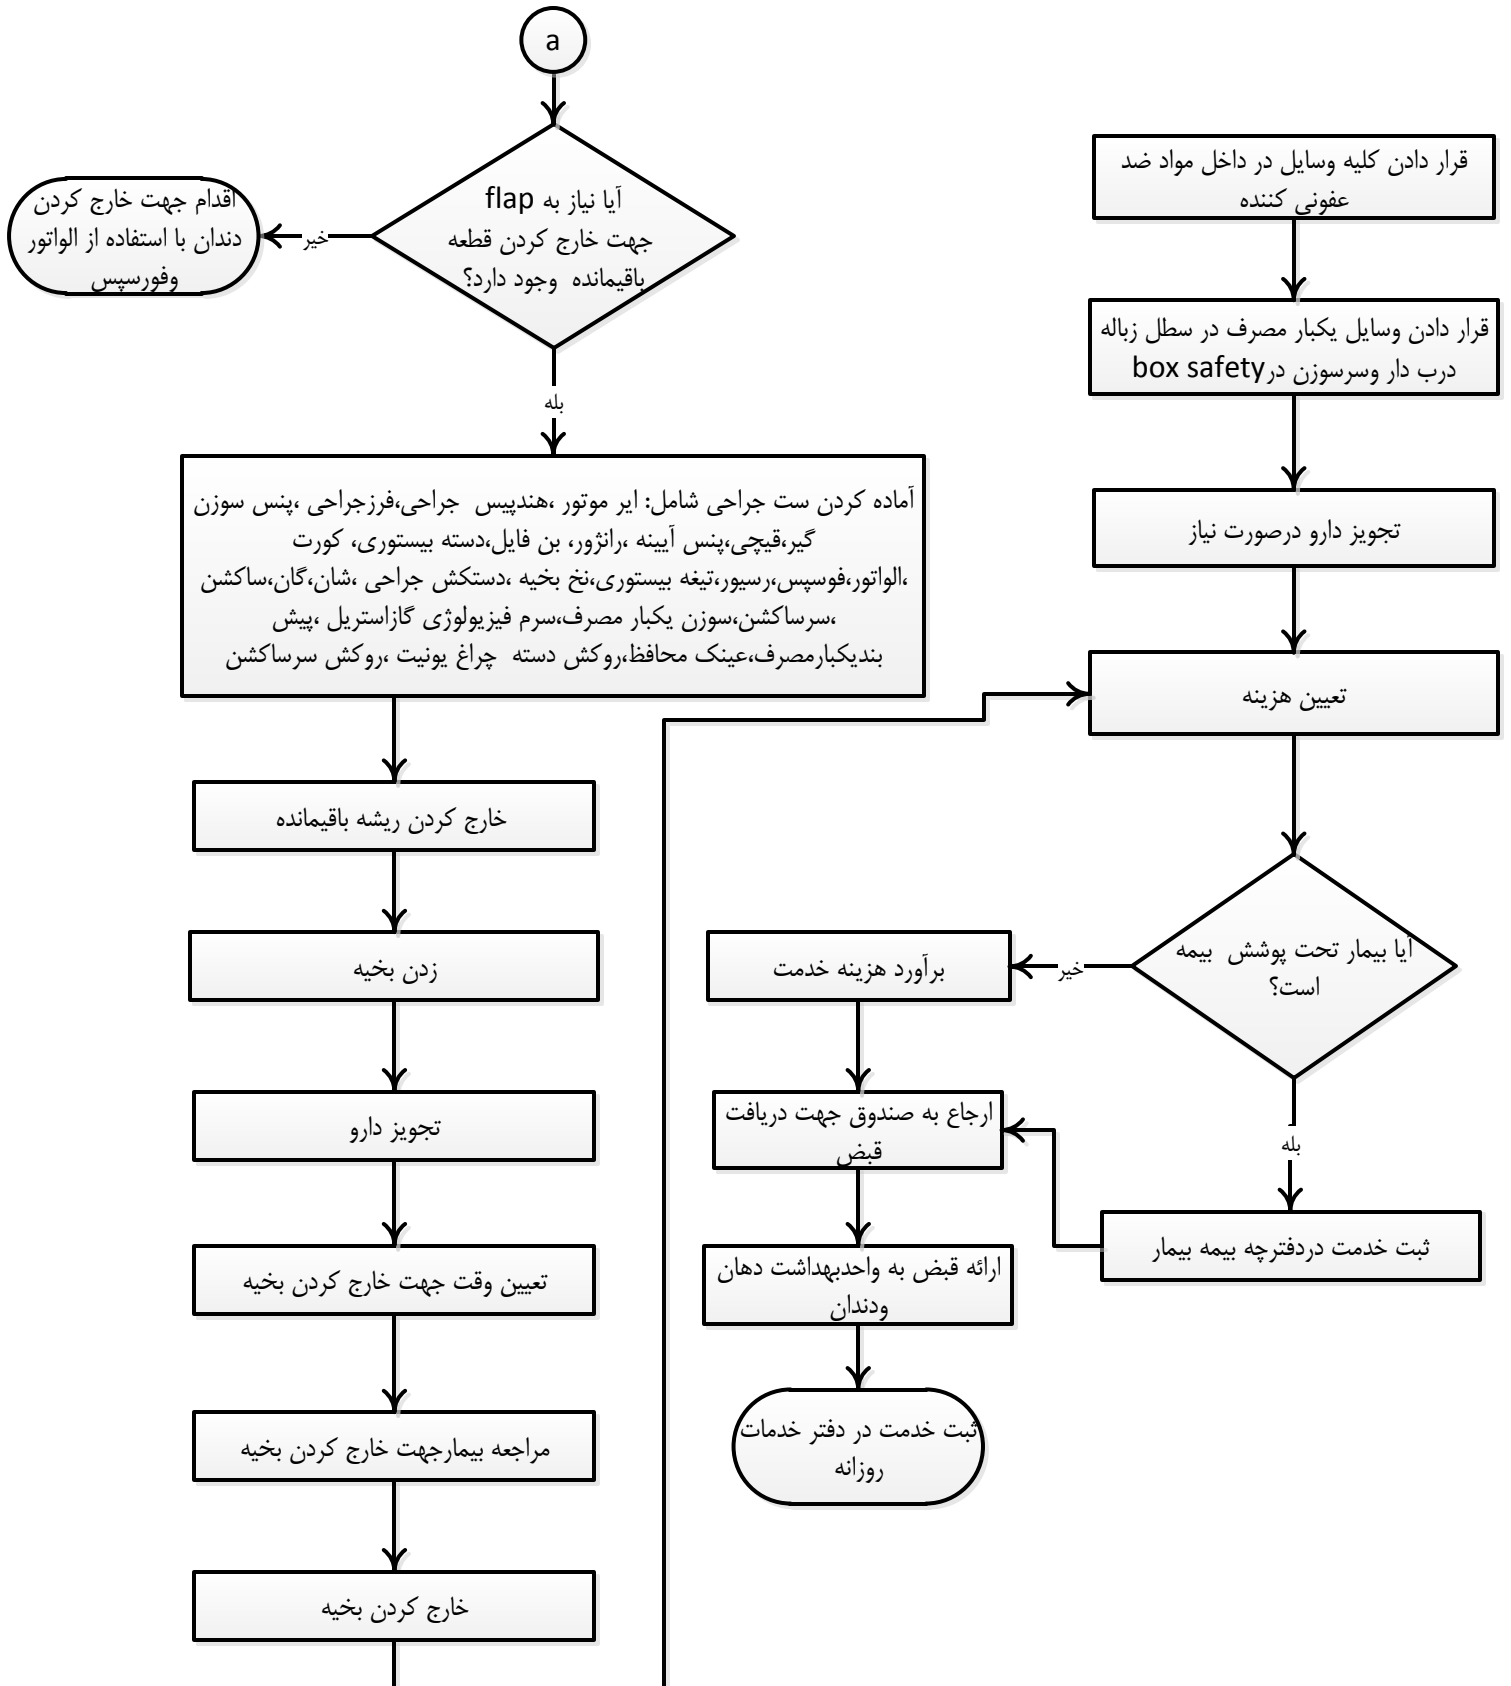 a
آیا نیاز به flap
جهت خارج کردن قطعه
باقیمانده وجود دارد؟
خیر
اقدام جهت خارج کردن
دندان با استفاده از الواتور
وفورسپس
بله
آماده کردن ست جراحی شامل: ایر موتور ،هندپیس جراحی،فرزجراحی ،پنس سوزن
گیر،قیچی،پنس آیینه ،رانژور، بن فایل،دسته بیستوری، کورت
،الواتور،فوسپس،رسیور،تیغه بیستوری،نخ بخیه ،دستکش جراحی ،شان،گان،ساکشن
،سرساکشن،سوزن یکبار مصرف،سرم فیزیولوژی گازاستریل ،پیش
بندیکبارمصرف،عینک محافظ،روکش دسته چراغ یونیت ،روکش سرساکشن
خارج کردن ریشه باقیمانده
زدن بخیه
تجویز دارو
تعیین وقت جهت خارج کردن بخیه
مراجعه بیمارجهت خارج کردن بخیه
خارج کردن بخیه
قرار دادن کلیه وسایل در داخل مواد ضد
عفونی کننده
قرار دادن وسایل یکبار مصرف در سطل زباله
درب دار وسرسوزن درbox safety
تجویز دارو درصورت نیاز
تعیین هزینه
آیا بیمار تحت پوشش بیمه
است؟
خیر
برآورد هزینه خدمت
بله
ثبت خدمت دردفترچه بیمه بیمار
ارجاع به صندوق جهت دریافت
قبض
ارائه قبض به واحدبهداشت دهان
ودندان
ثبت خدمت در دفتر خدمات
روزانه